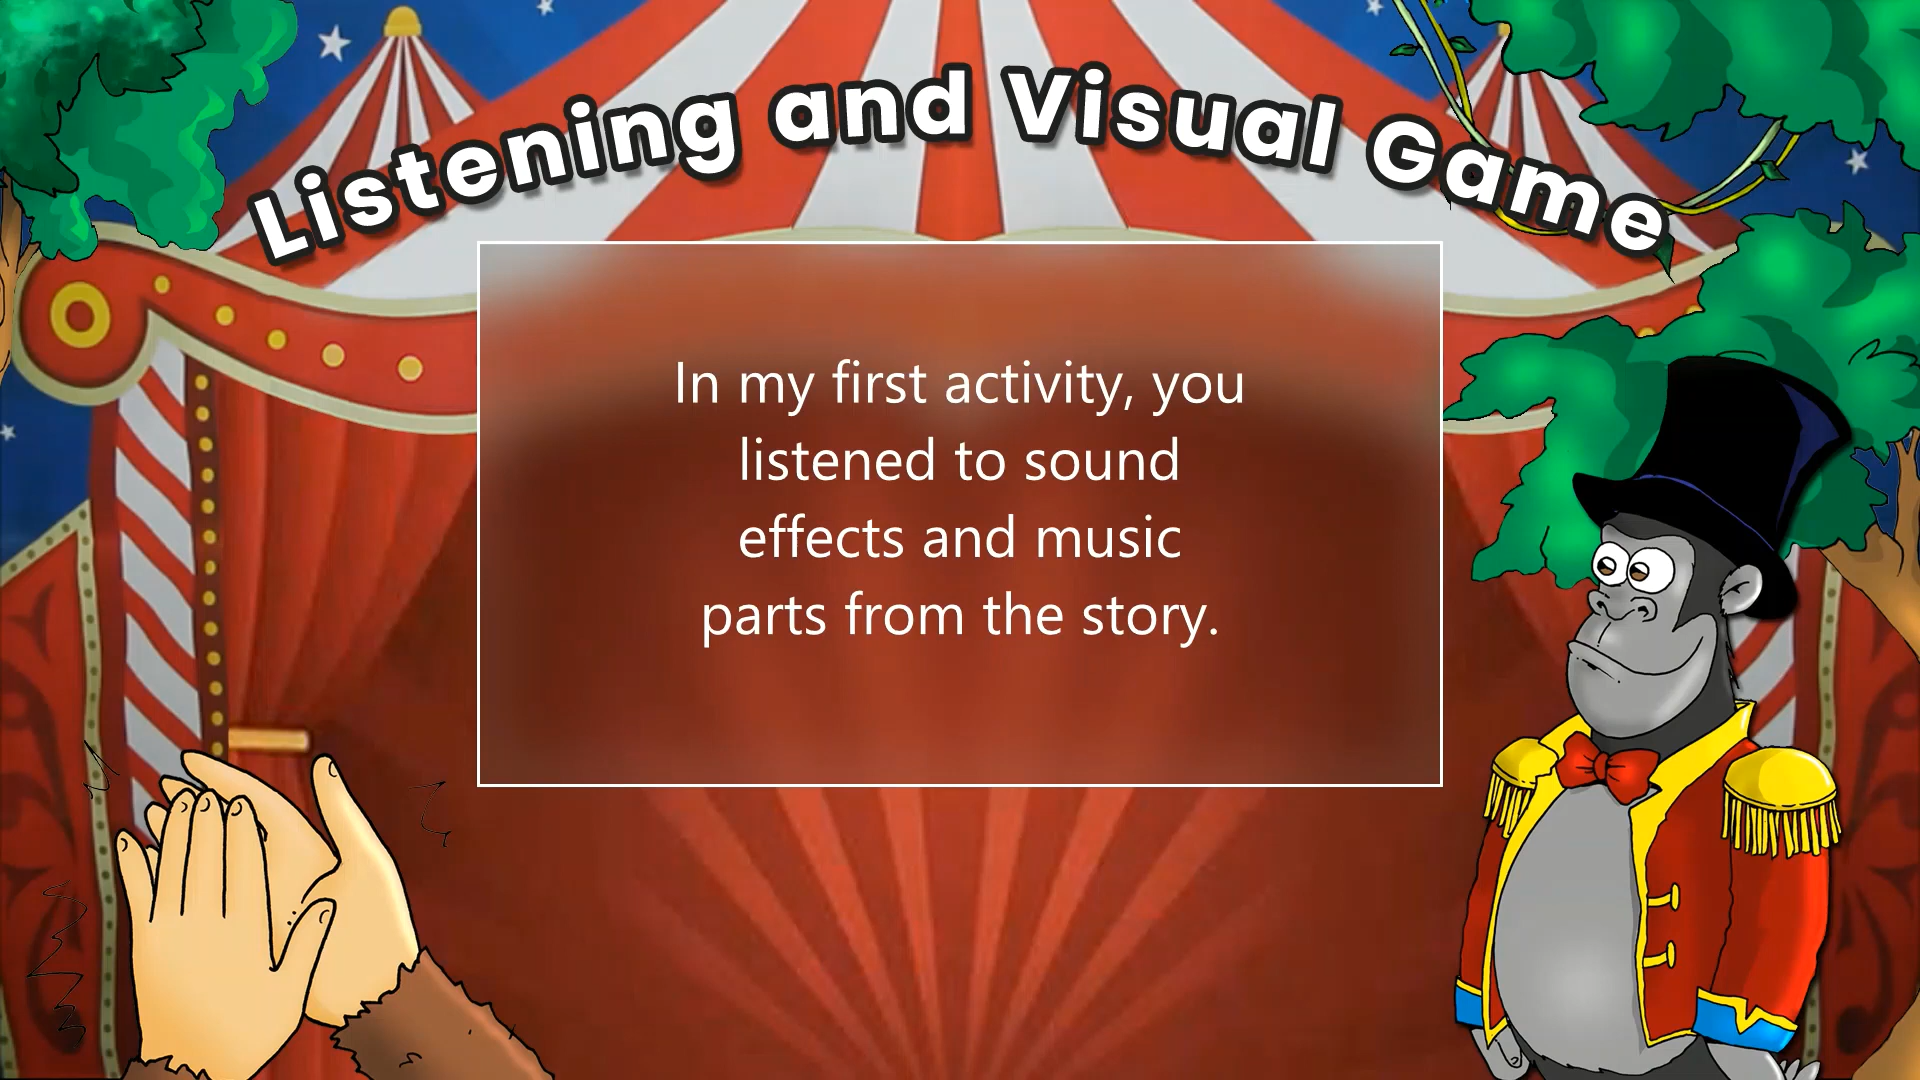 Listening and Visual Game
In my first activity, you
listened to sound
effects and music
parts from the story.